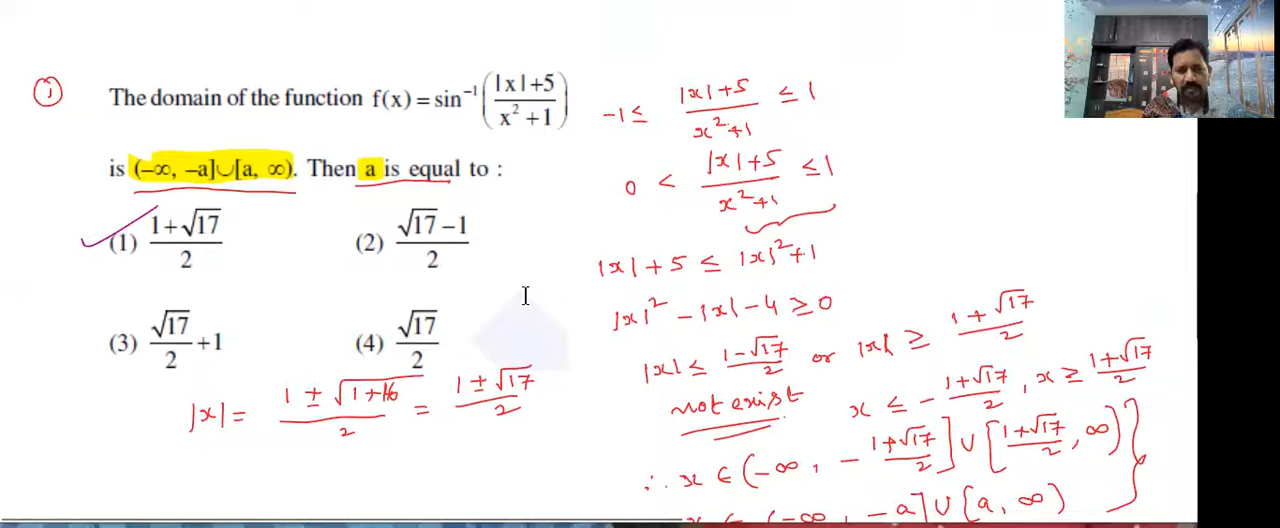 (1)
The domain of the function f(x) = sin⁻¹ ((|x|+5)/(x²+1))
is (–∞, –a]∪[a, ∞). Then a is equal to :
(1) (1+√17)/2 (2) (√17–1)/2
(3) √17/2 +1 (4) √17/2
|x| = (1 ± √(1+16))/2 = (1 ± √17)/2
-1 ≤ (|x|+5)/(x²+1) ≤ 1
0 < (|x|+5)/(x²+1) ≤ 1
|x| + 5 ≤ |x|² + 1
|x|² - |x| - 4 ≥ 0
|x| ≤ (1-√17)/2 or |x| ≥ (1+√17)/2
not exist x ≤ -(1+√17)/2 , x ≥ (1+√17)/2
∴ x ∈ (-∞ , -(1+√17)/2] ∪ [(1+√17)/2 , ∞)
x ∈ (-∞ , -a] ∪ [a, ∞)